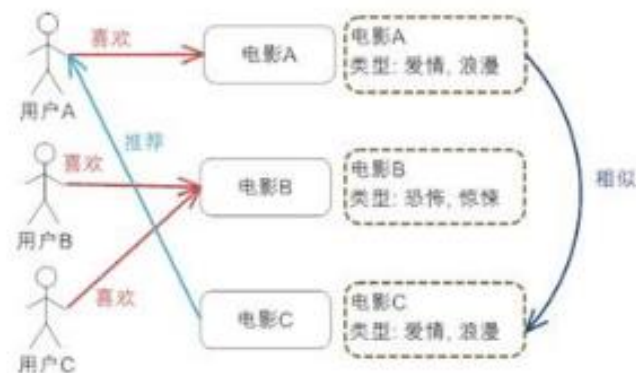 喜欢
电影A
电影A
类型: 爱情, 浪漫
用户A
推荐
相似
喜欢
电影B
电影B
类型: 恐怖, 惊悚
用户B
喜欢
电影C
电影C
类型: 爱情, 浪漫
用户C